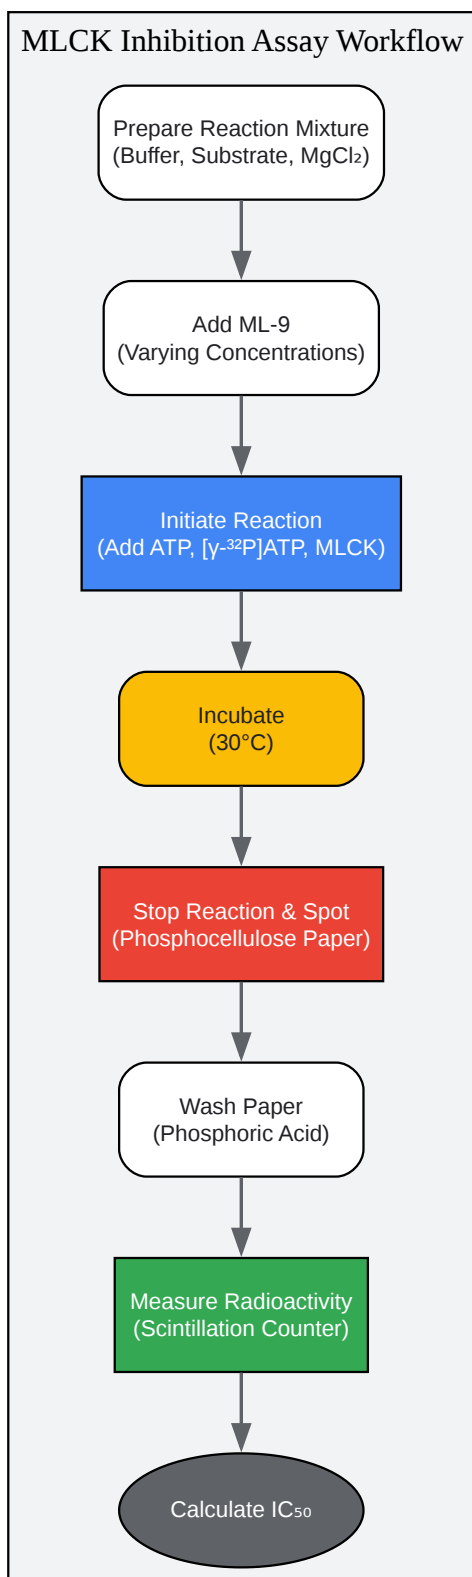 MLCK Inhibition Assay Workflow
Prepare Reaction Mixture
(Buffer, Substrate, MgCl₂)
Add ML-9
(Varying Concentrations)
Initiate Reaction
(Add ATP, [γ-³²P]ATP, MLCK)
Incubate
(30°C)
Stop Reaction & Spot
(Phosphocellulose Paper)
Wash Paper
(Phosphoric Acid)
Measure Radioactivity
(Scintillation Counter)
Calculate IC₅₀